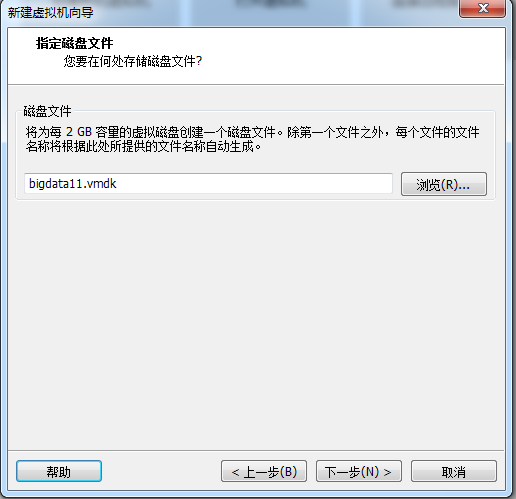 新建虚拟机向导
指定磁盘文件
您要在何处存储磁盘文件?
磁盘文件
将为每 2 GB 容量的虚拟磁盘创建一个磁盘文件。除第一个文件之外，每个文件的文件
名称将根据此处所提供的文件名称自动生成。
bigdata11.vmdk
浏览(R)...
帮助
< 上一步(B)
下一步(N) >
取消